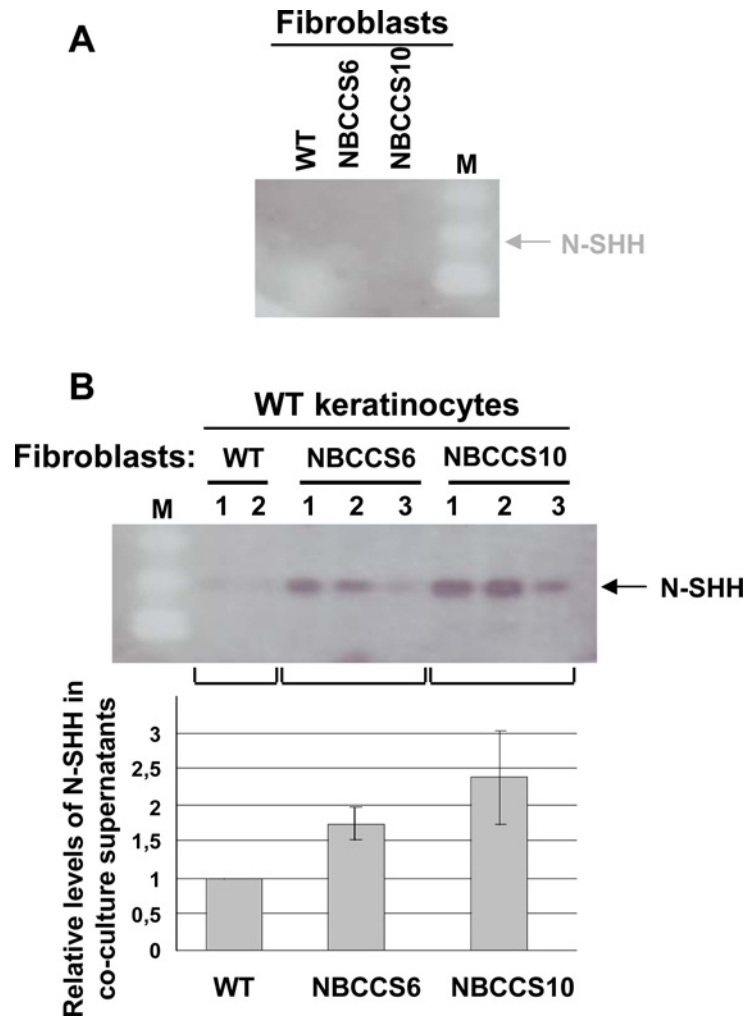 A
Fibroblasts
WT
NBCCS6
NBCCS10
M
N-SHH
B
WT keratinocytes
Fibroblasts: WT NBCCS6 NBCCS10
M 1 2 1 2 3 1 2 3
N-SHH
Relative levels of N-SHH in
co-culture supernatants
3
2,5
2
1,5
1
0,5
0
WT NBCCS6 NBCCS10